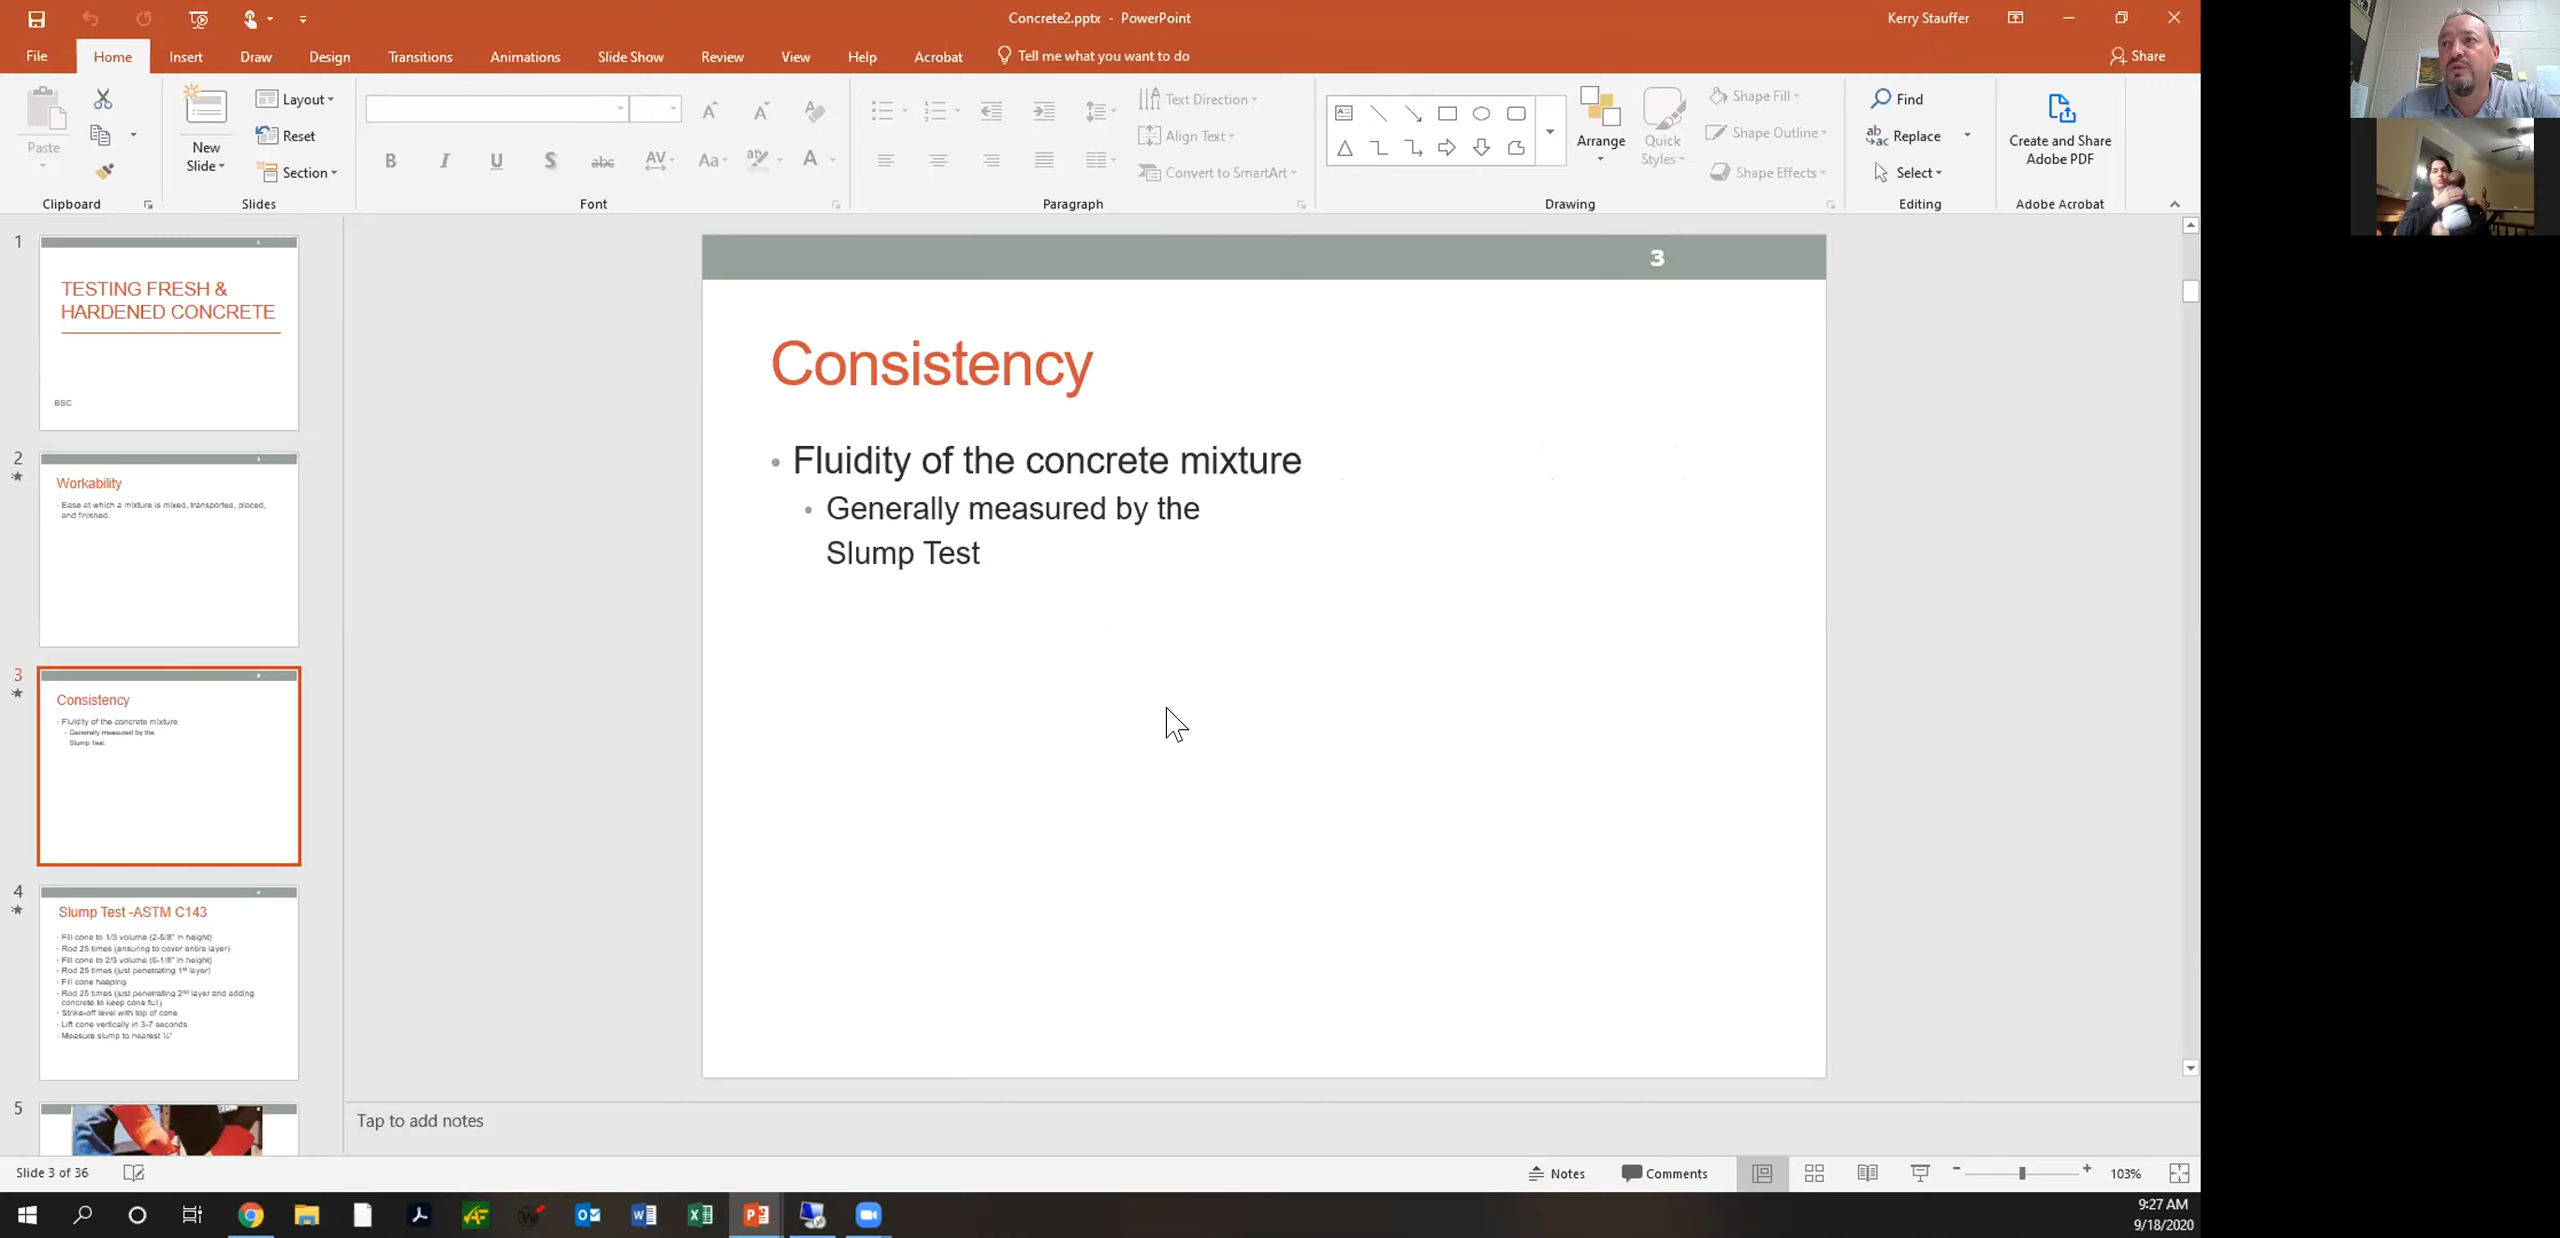 Concrete2.pptx - PowerPoint
Kerry Stauffer
File
Home
Insert
Draw
Design
Transitions
Animations
Slide Show
Review
View
Help
Acrobat
Tell me what you want to do
Share
Paste
New
Slide
Layout
Reset
Section
B I U S abc AV Aa A
Text Direction
Align Text
Convert to SmartArt
Arrange
Quick
Styles
Shape Fill
Shape Outline
Shape Effects
Find
Replace
Select
Create and Share
Adobe PDF
Clipboard
Slides
Font
Paragraph
Drawing
Editing
Adobe Acrobat
1
TESTING FRESH &
HARDENED CONCRETE
BSC
2
Workability
Ease at which a mixture is mixed, transported, placed,
and finished.
3
Consistency
Fluidity of the concrete mixture
Generally measured by the
Slump Test
4
Slump Test -ASTM C143
Fill cone to 1/3 volume (2-5/8" in height)
Rod 25 times (ensuring to cover entire layer)
Fill cone to 2/3 volume (6-1/8" in height)
Rod 25 times (just penetrating 1st layer)
Fill cone heaping
Rod 25 times (just penetrating 2nd layer and adding
concrete to keep cone full)
Strike-off level with top of cone
Lift cone vertically in 3-7 seconds
Measure slump to nearest ¼"
5
3
Consistency
• Fluidity of the concrete mixture
• Generally measured by the
Slump Test
Tap to add notes
Slide 3 of 36
Notes
Comments
103%
9:27 AM
9/18/2020